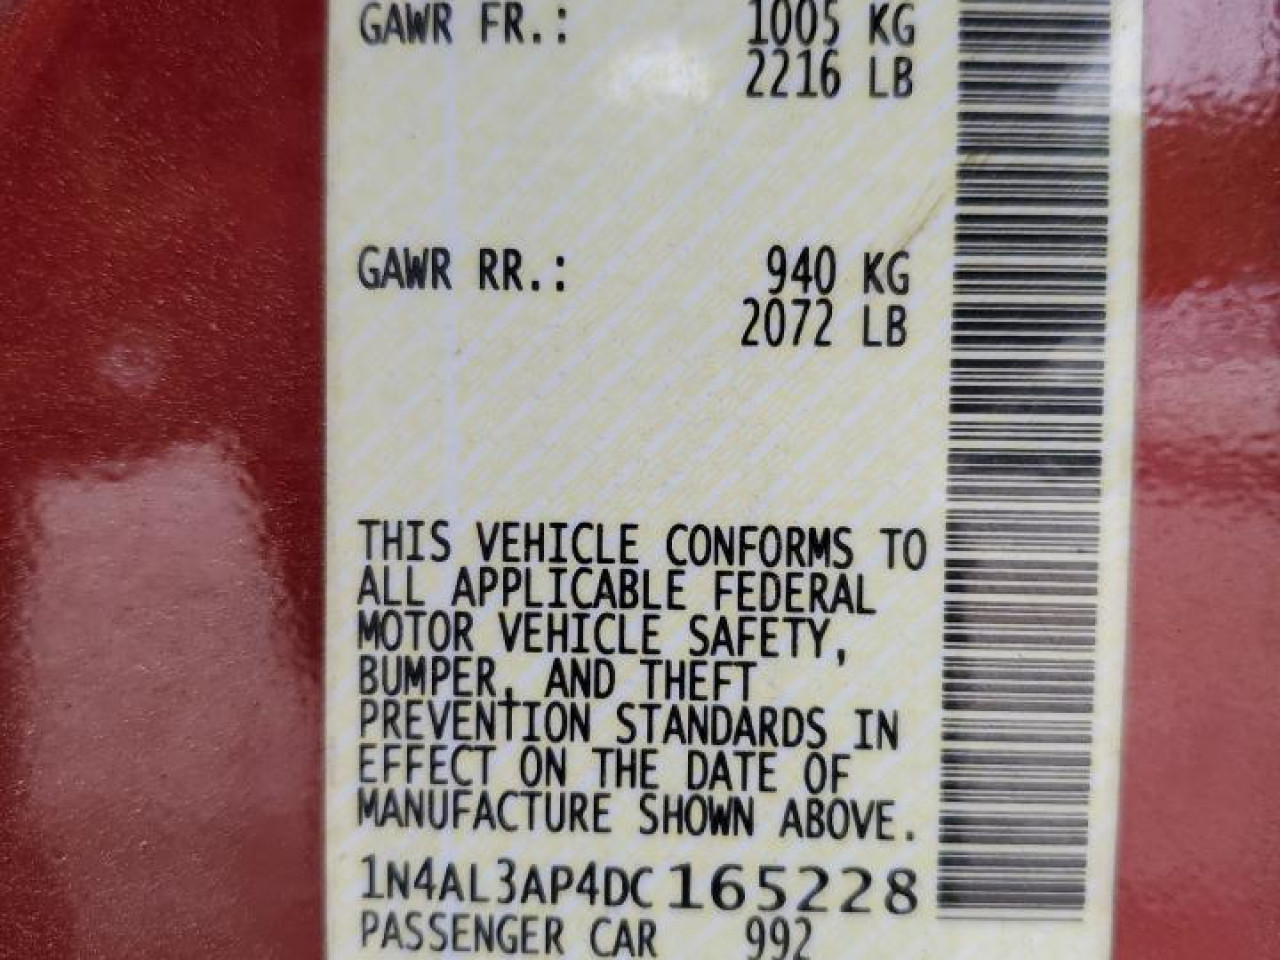 GAWR FR.: 1005 KG
2216 LB
GAWR RR.: 940 KG
2072 LB
THIS VEHICLE CONFORMS TO
ALL APPLICABLE FEDERAL
MOTOR VEHICLE SAFETY,
BUMPER, AND THEFT
PREVENTION STANDARDS IN
EFFECT ON THE DATE OF
MANUFACTURE SHOWN ABOVE.
1N4AL3AP4DC165228
PASSENGER CAR 992